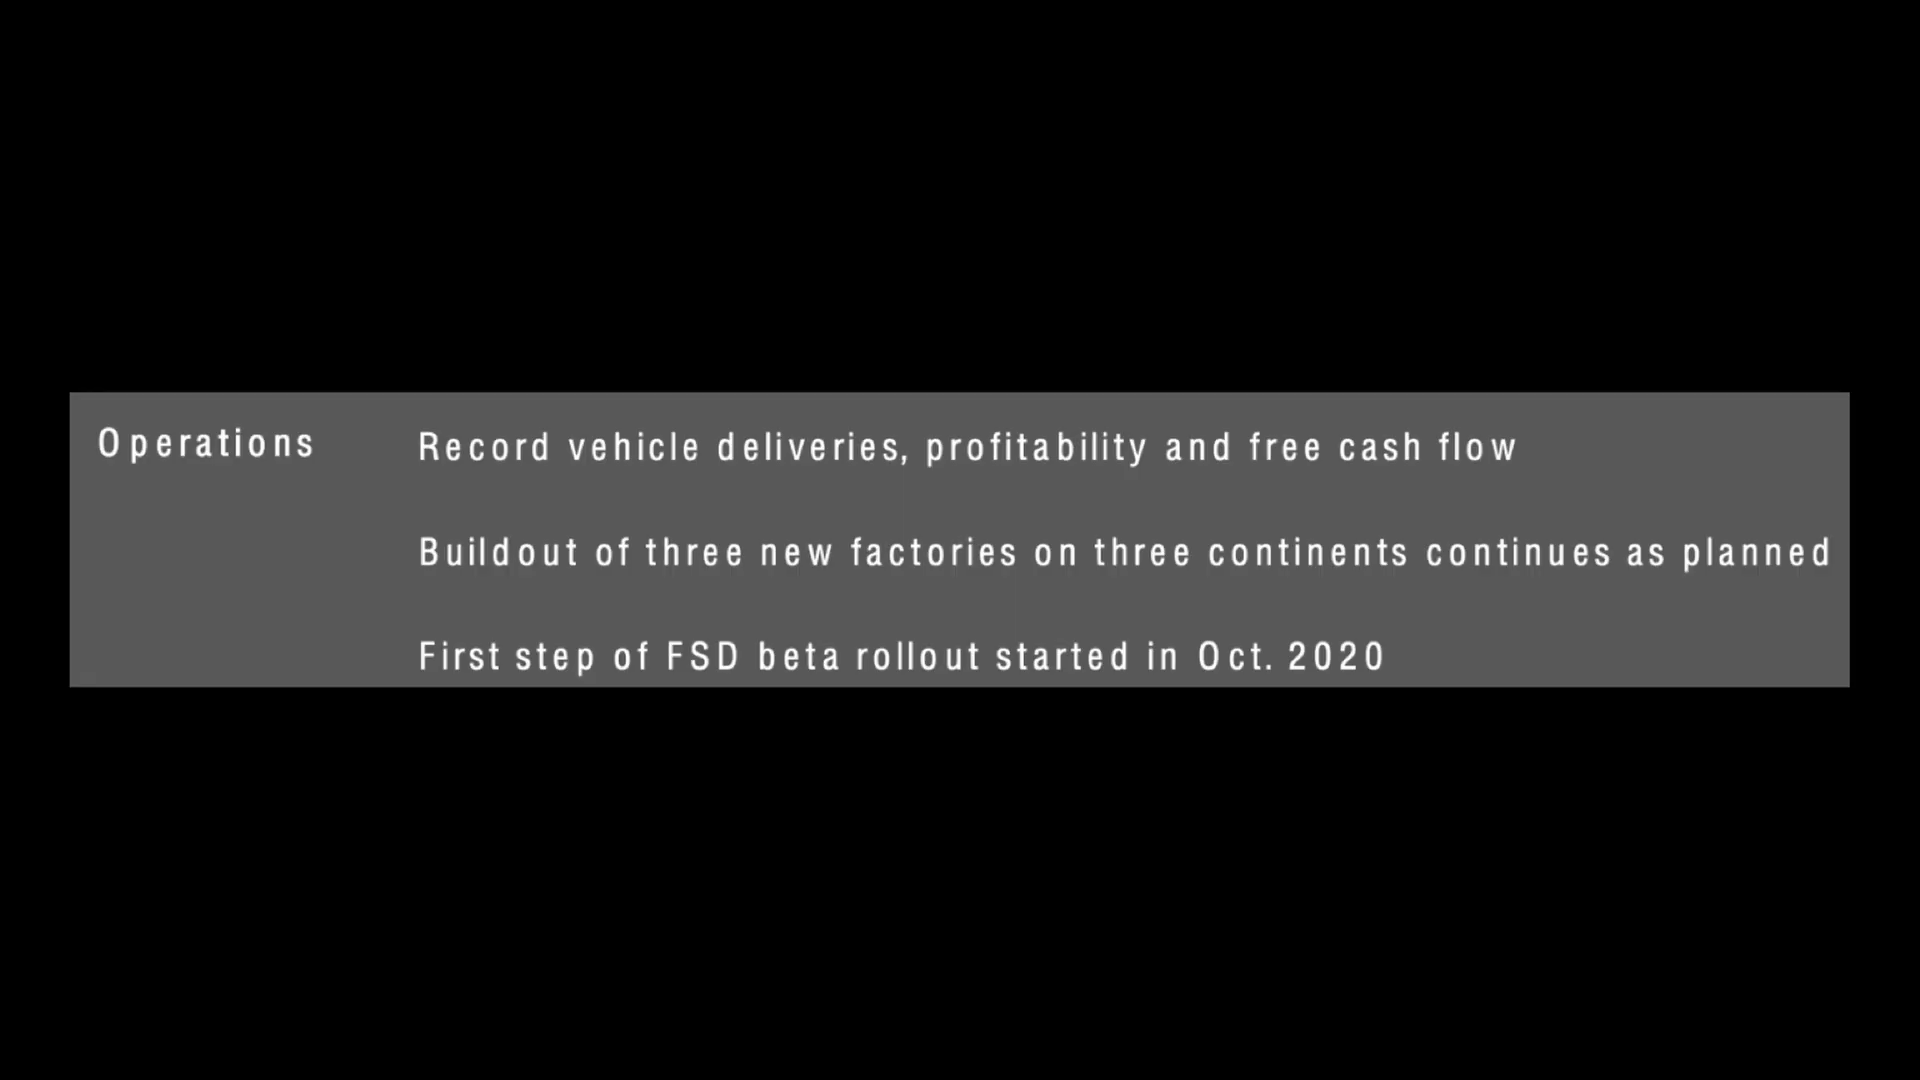 Operations
Record vehicle deliveries, profitability and free cash flow
Buildout of three new factories on three continents continues as planned
First step of FSD beta rollout started in Oct. 2020